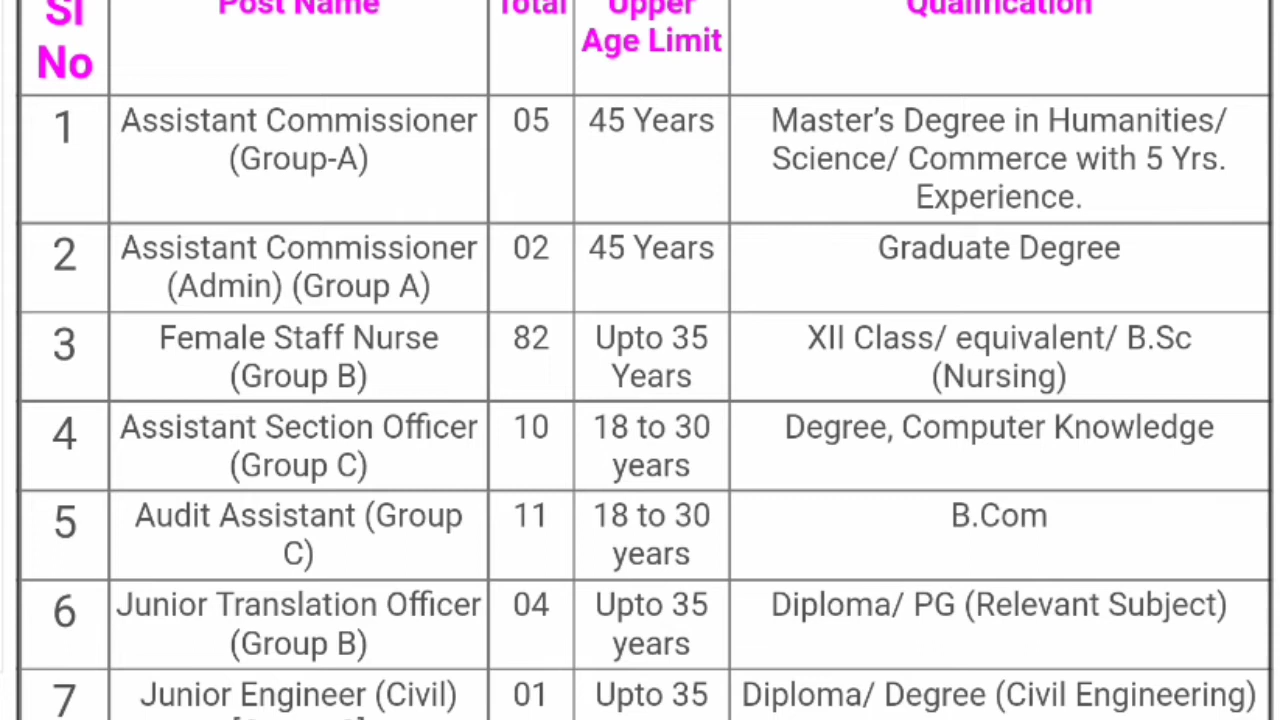 Sl
No
Post Name
Total
Upper
Age Limit
Qualification
1
Assistant Commissioner
(Group-A)
05
45 Years
Master’s Degree in Humanities/
Science/ Commerce with 5 Yrs.
Experience.
2
Assistant Commissioner
(Admin) (Group A)
02
45 Years
Graduate Degree
3
Female Staff Nurse
(Group B)
82
Upto 35
Years
XII Class/ equivalent/ B.Sc
(Nursing)
4
Assistant Section Officer
(Group C)
10
18 to 30
years
Degree, Computer Knowledge
5
Audit Assistant (Group
C)
11
18 to 30
years
B.Com
6
Junior Translation Officer
(Group B)
04
Upto 35
years
Diploma/ PG (Relevant Subject)
7
Junior Engineer (Civil)
01
Upto 35
Diploma/ Degree (Civil Engineering)